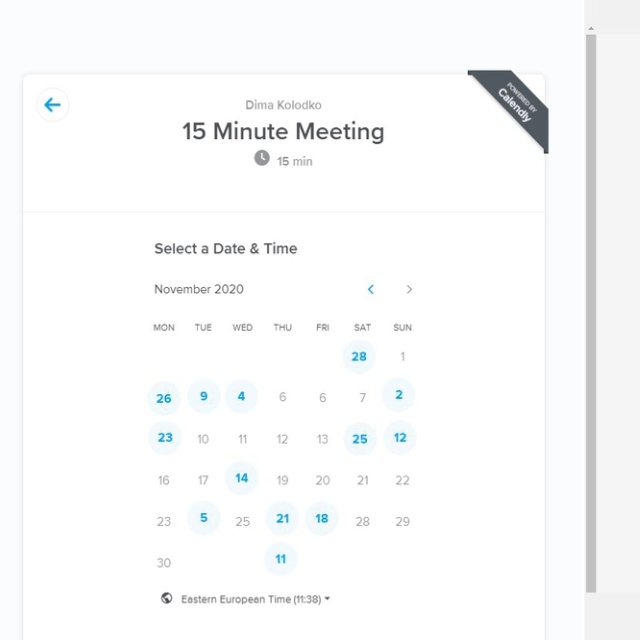 POWERED BY
Calendly
Dima Kolodko
15 Minute Meeting
15 min
Select a Date & Time
November 2020
MON TUE WED THU FRI SAT SUN
28 1
26 9 4 6 6 7 2
23 10 11 12 13 25 12
16 17 14 19 20 21 22
23 5 25 21 18 28 29
30 11
Eastern European Time (11:38)